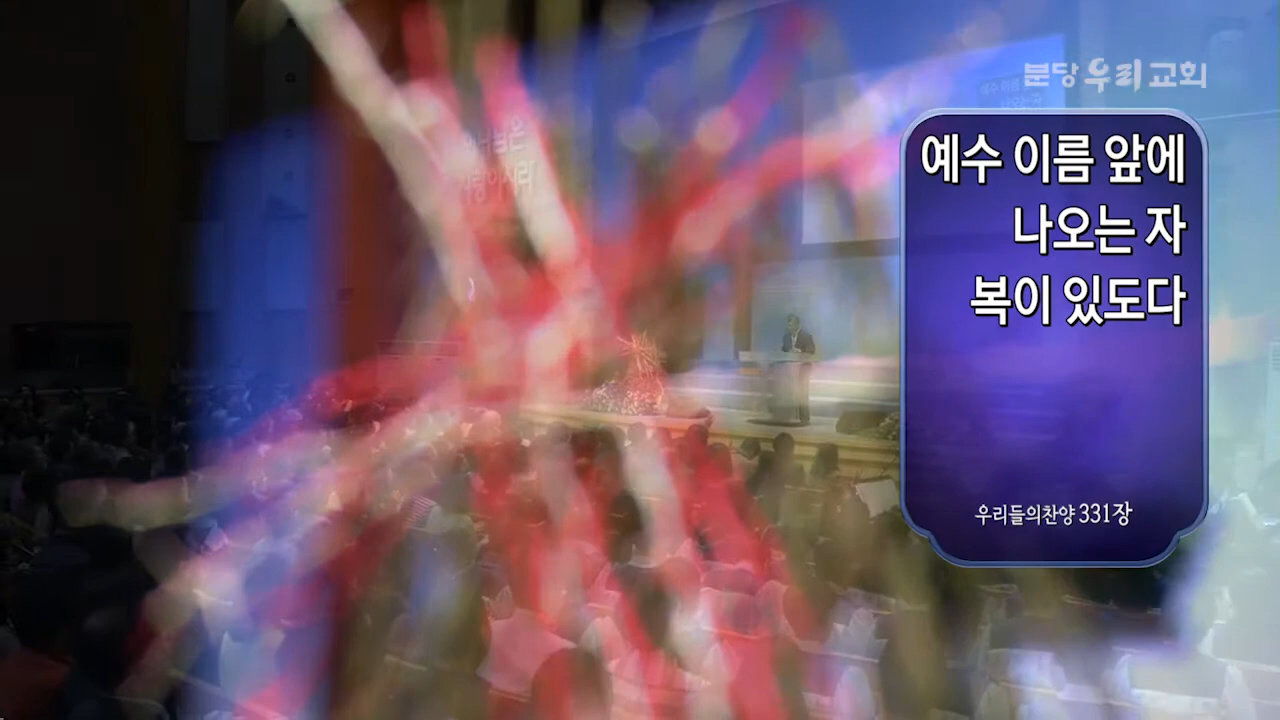 분당우리교회
예수 이름 앞에
나오는 자
복이 있도다
우리들의찬양 331장